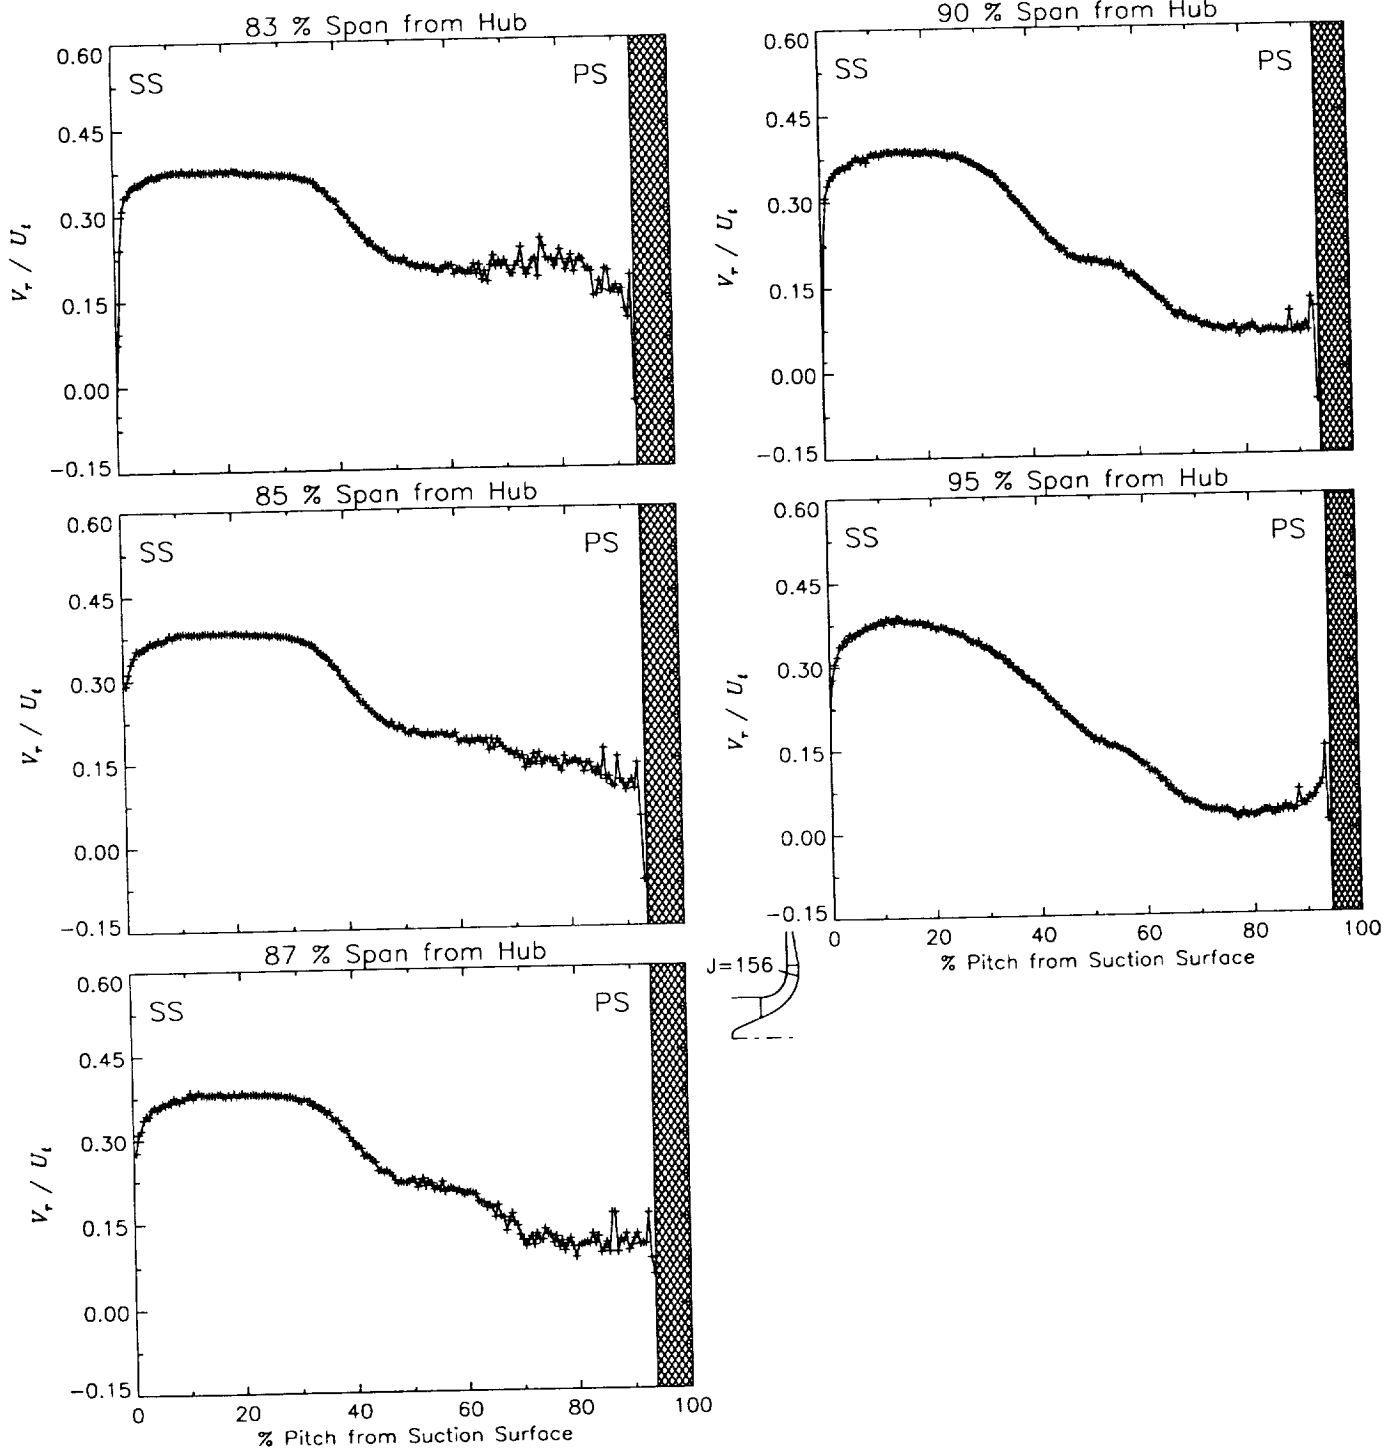 83 % Span from Hub
0.60
SS
PS
0.45
0.30
0.15
0.00
−0.15
V_r / U_t
85 % Span from Hub
0.60
SS
PS
0.45
0.30
0.15
0.00
−0.15
V_r / U_t
87 % Span from Hub
0.60
SS
PS
0.45
0.30
0.15
0.00
−0.15
V_r / U_t
0 20 40 60 80 100
% Pitch from Suction Surface
90 % Span from Hub
0.60
SS
PS
0.45
0.30
0.15
0.00
−0.15
V_r / U_t
95 % Span from Hub
0.60
SS
PS
0.45
0.30
0.15
0.00
−0.15
V_r / U_t
0 20 40 60 80 100
% Pitch from Suction Surface
J=156